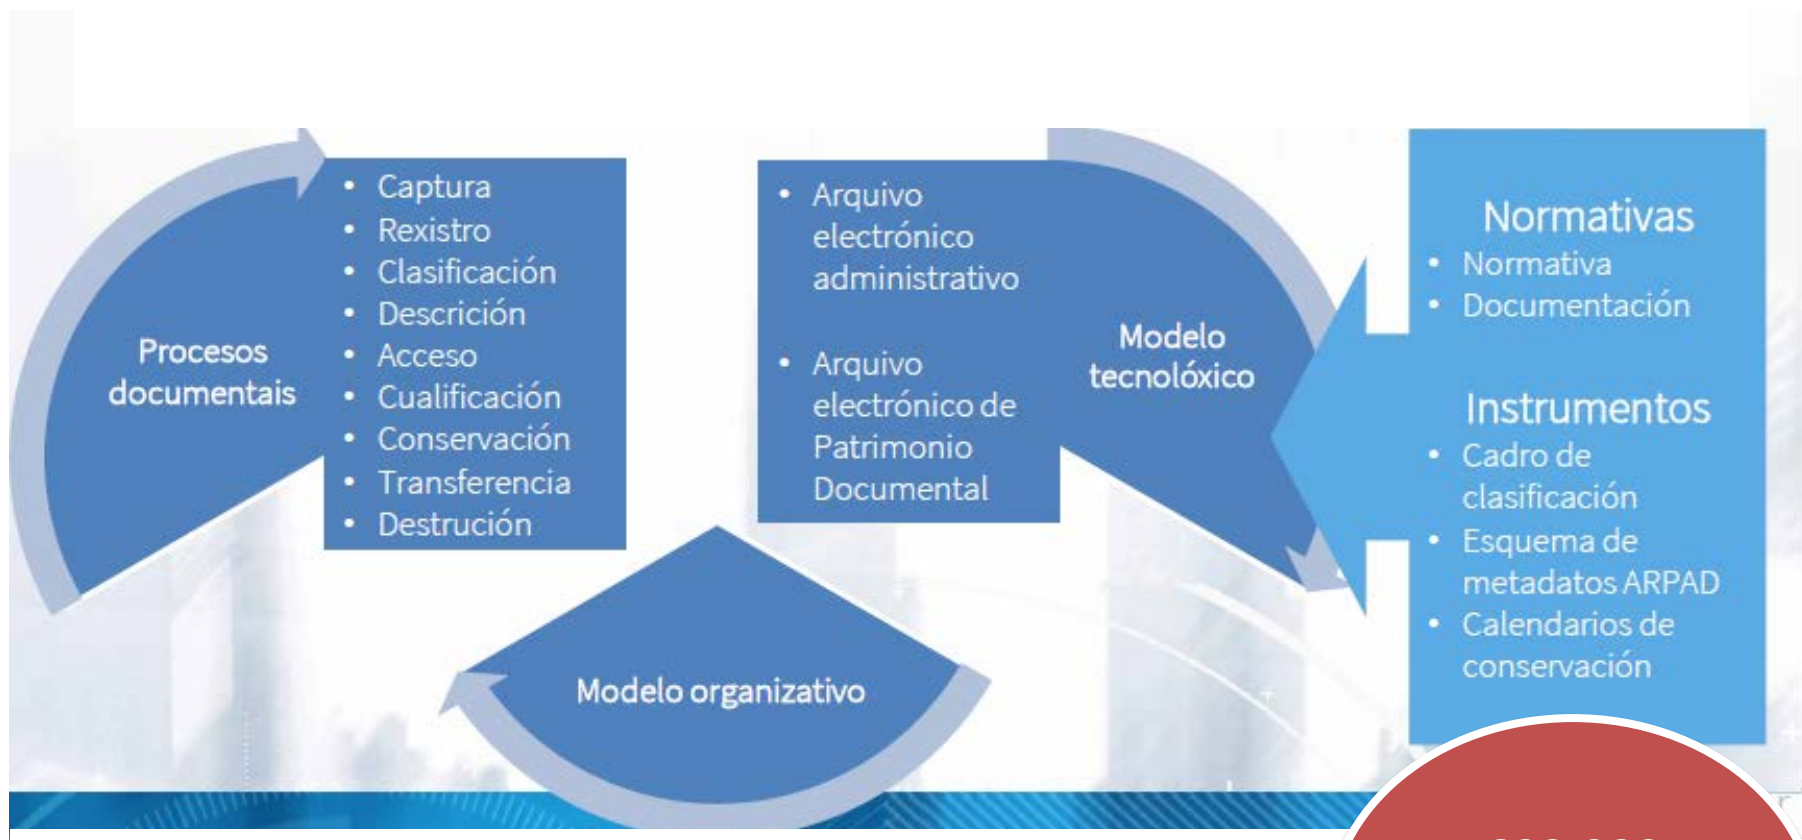 Procesos
documentais
• Captura
• Rexistro
• Clasificación
• Descrición
• Acceso
• Cualificación
• Conservación
• Transferencia
• Destrución
• Arquivo
electrónico
administrativo
• Arquivo
electrónico de
Patrimonio
Documental
Modelo
tecnolóxico
Modelo organizativo
Normativas
• Normativa
• Documentación
Instrumentos
• Cadro de
clasificación
• Esquema de
metadatos ARPAD
• Calendarios de
conservación